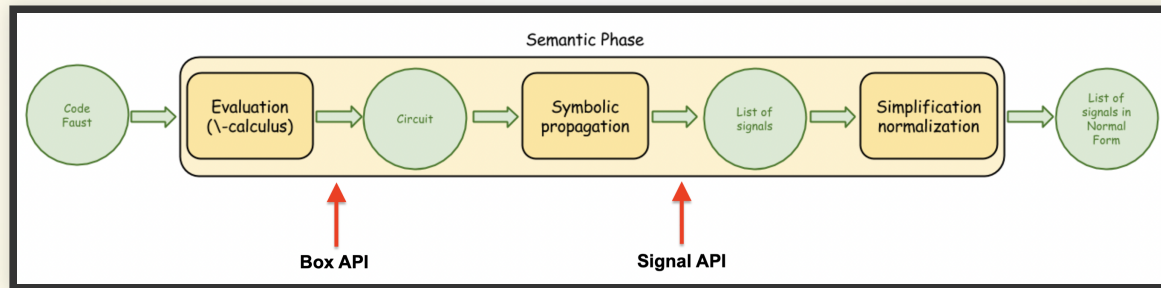 Semantic Phase
Code
Faust
Evaluation
(\-calculus)
Circuit
Symbolic
propagation
List of
signals
Simplification
normalization
List of
signals in
Normal
Form
Box API
Signal API